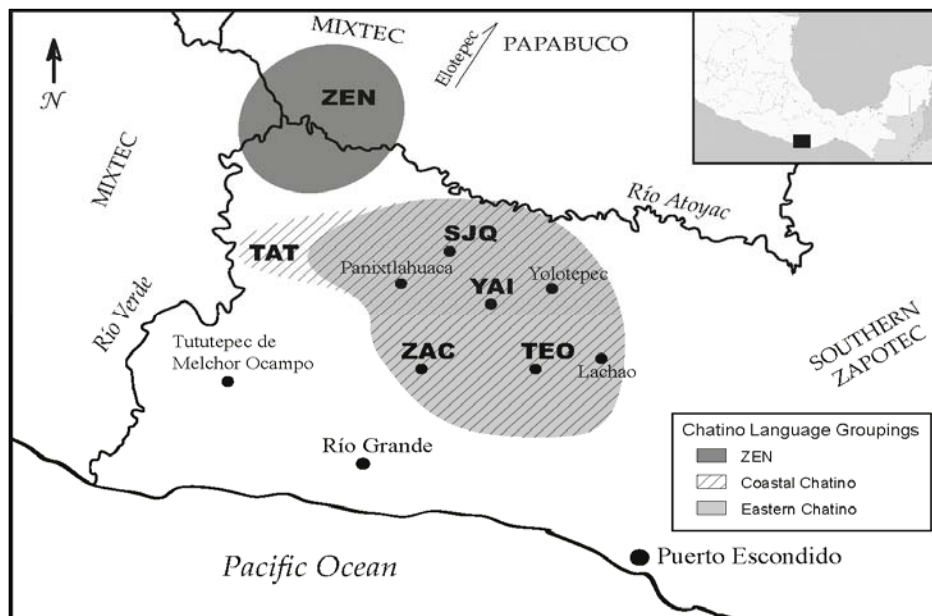 MIXTEC
PAPABUCO
Elotepec
N
ZEN
MIXTEC
Río Atoyac
SJQ
TAT
Panixtlahuaca
Yolotepec
YAI
Río Verde
SOUTHERN
ZAPOTEC
Tututepec de
Melchor Ocampo
ZAC
TEO
Lachao
Río Grande
Chatino Language Groupings
ZEN
Coastal Chatino
Eastern Chatino
Puerto Escondido
Pacific Ocean